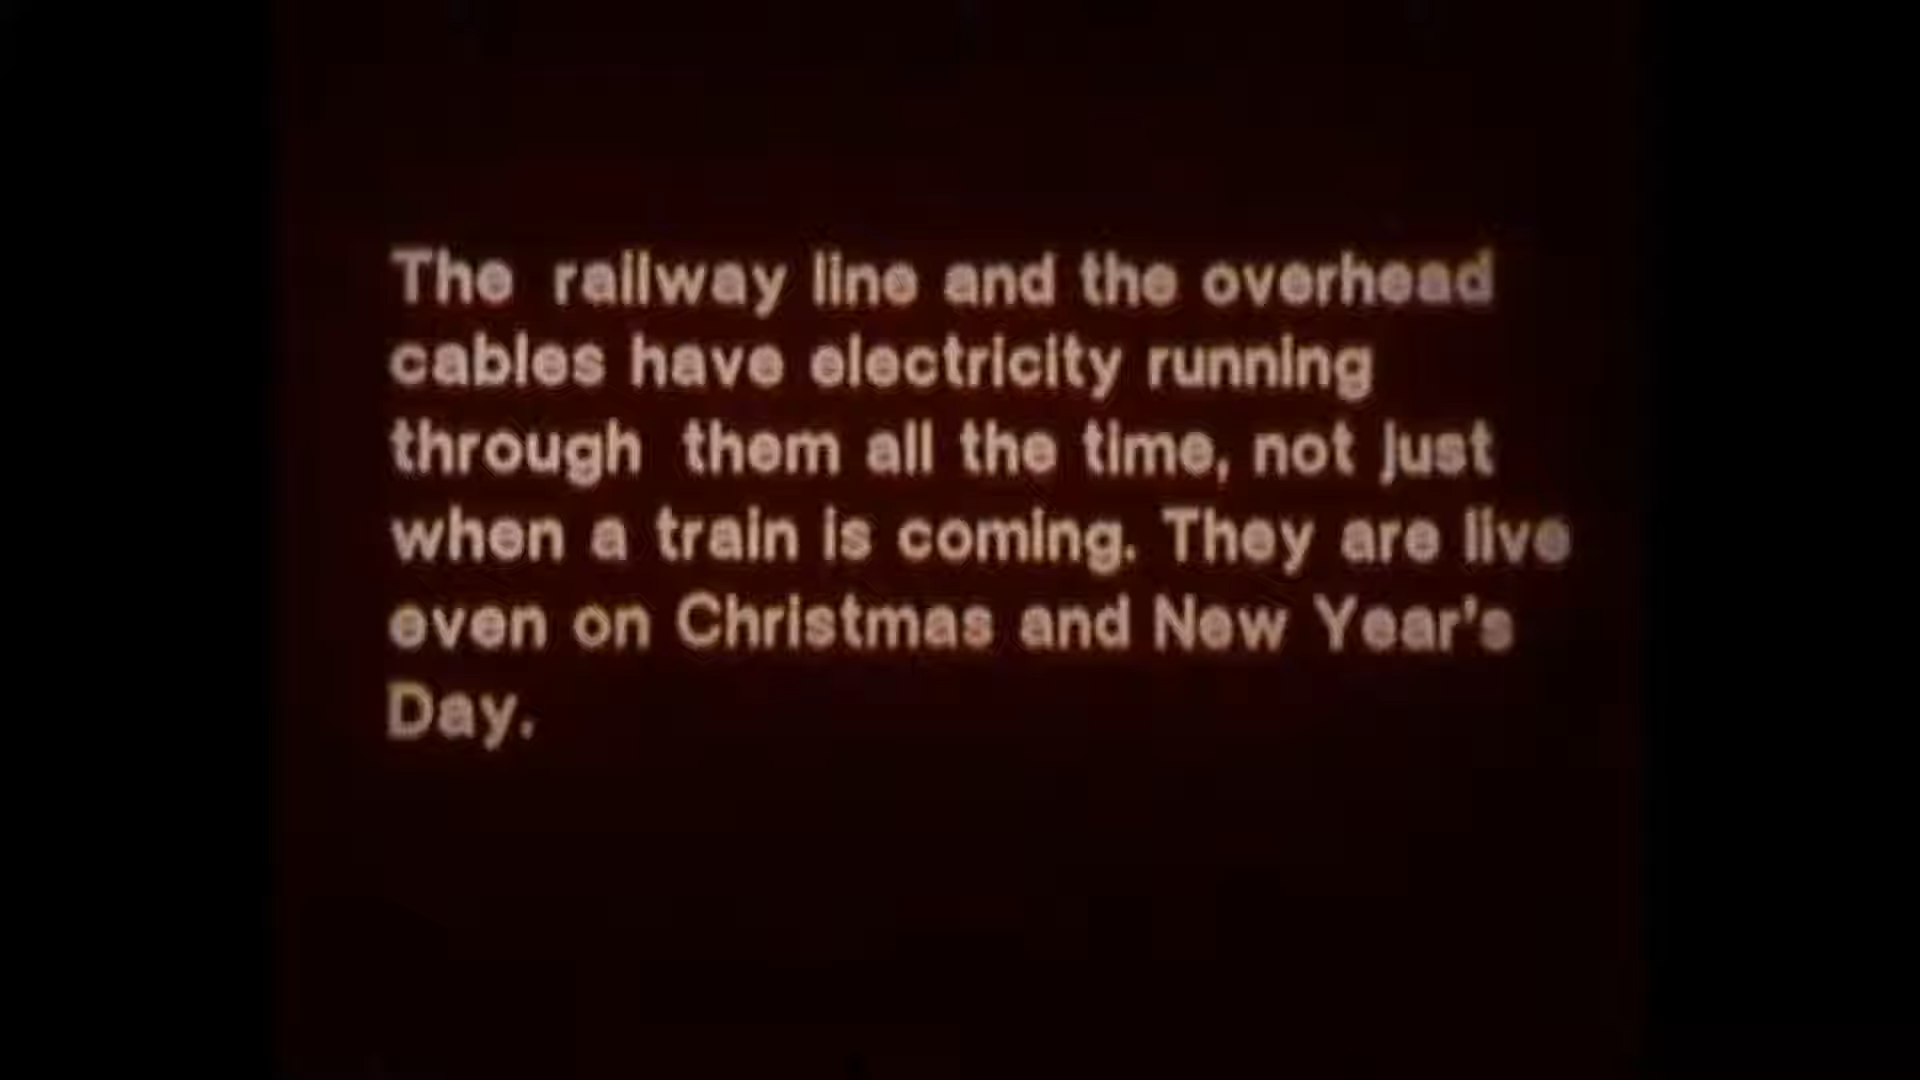 The railway line and the overhead
cables have electricity running
through them all the time, not just
when a train is coming. They are live
even on Christmas and New Year's
Day.